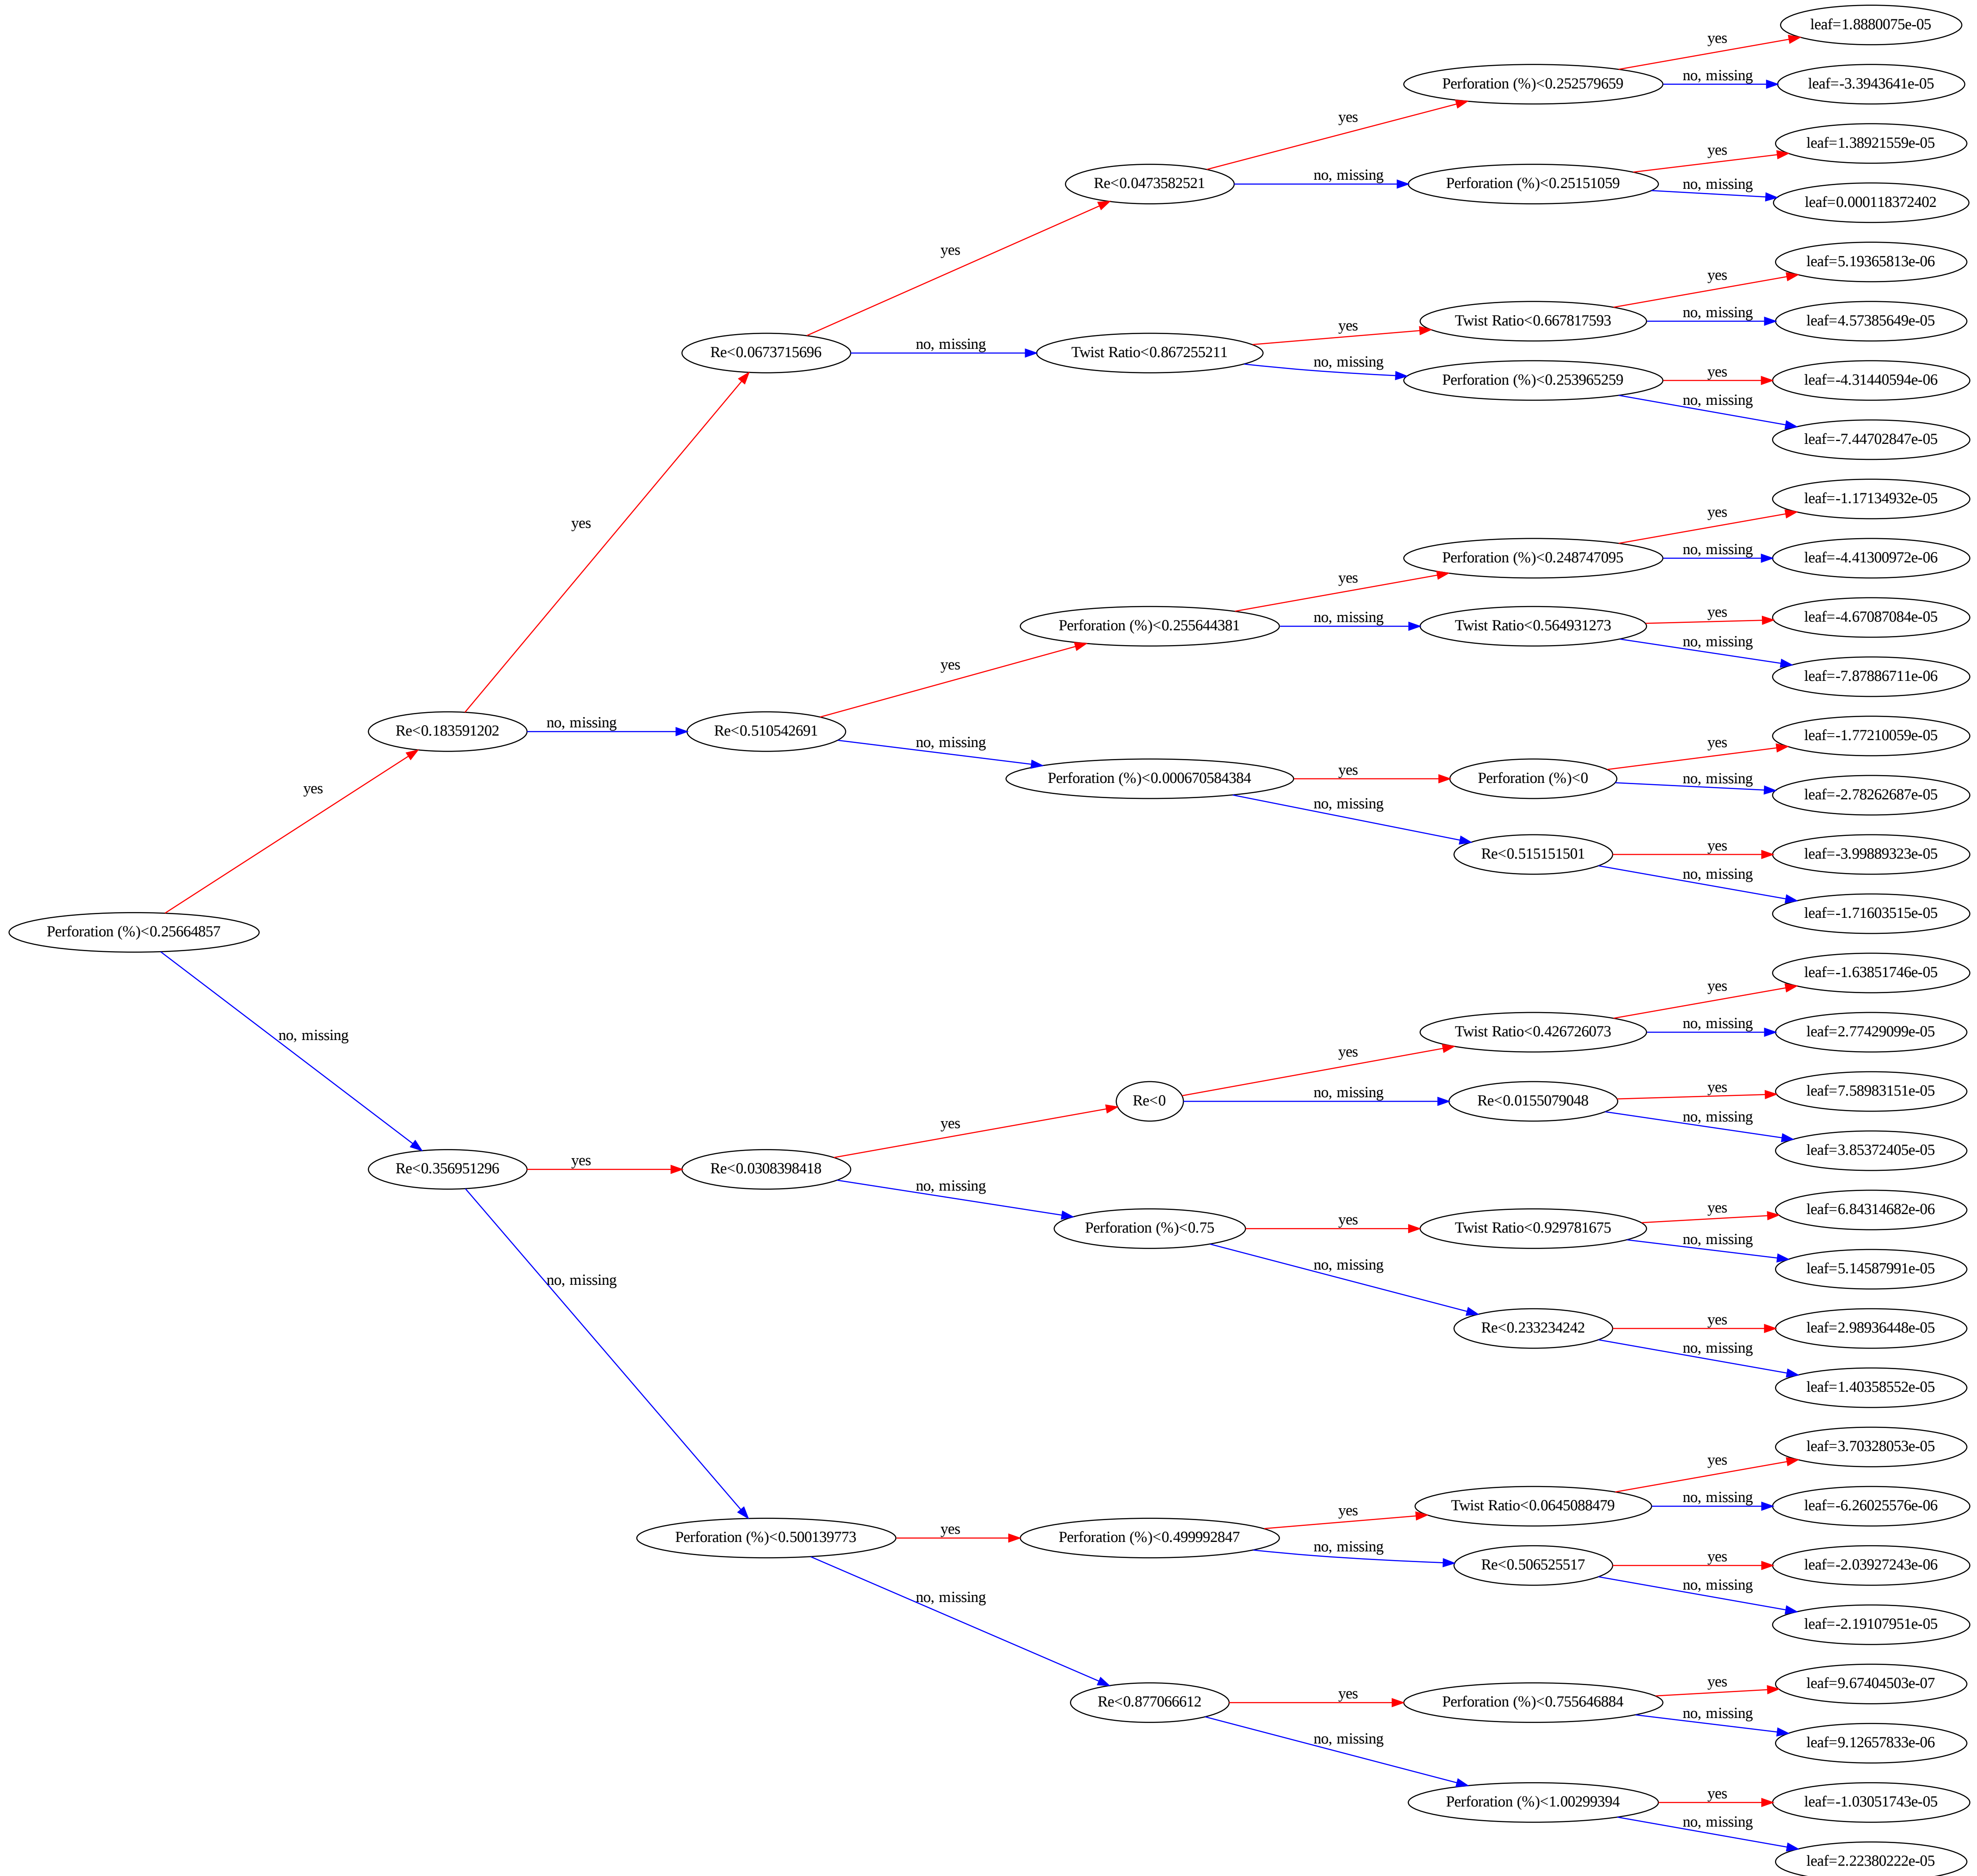 leaf=1.8880075e-05
yes
Perforation (%)<0.252579659
no, missing
leaf=-3.3943641e-05
yes
Re<0.0473582521
no, missing
Perforation (%)<0.25151059
yes
leaf=1.38921559e-05
no, missing
leaf=0.000118372402
yes
Re<0.0673715696
no, missing
Twist Ratio<0.867255211
yes
Twist Ratio<0.667817593
yes
leaf=5.19365813e-06
no, missing
leaf=4.57385649e-05
no, missing
Perforation (%)<0.253965259
yes
leaf=-4.31440594e-06
no, missing
leaf=-7.44702847e-05
yes
Re<0.183591202
no, missing
Re<0.510542691
yes
Perforation (%)<0.255644381
yes
Perforation (%)<0.248747095
yes
leaf=-1.17134932e-05
no, missing
leaf=-4.41300972e-06
no, missing
Twist Ratio<0.564931273
yes
leaf=-4.67087084e-05
no, missing
leaf=-7.87886711e-06
no, missing
Perforation (%)<0.000670584384
yes
Perforation (%)<0
yes
leaf=-1.77210059e-05
no, missing
leaf=-2.78262687e-05
no, missing
Re<0.515151501
yes
leaf=-3.99889323e-05
no, missing
leaf=-1.71603515e-05
yes
Perforation (%)<0.25664857
no, missing
Re<0.356951296
yes
Re<0.0308398418
yes
Re<0
yes
Twist Ratio<0.426726073
yes
leaf=-1.63851746e-05
no, missing
leaf=2.77429099e-05
no, missing
Re<0.0155079048
yes
leaf=7.58983151e-05
no, missing
leaf=3.85372405e-05
no, missing
Perforation (%)<0.75
yes
Twist Ratio<0.929781675
yes
leaf=6.84314682e-06
no, missing
leaf=5.14587991e-05
no, missing
Re<0.233234242
yes
leaf=2.98936448e-05
no, missing
leaf=1.40358552e-05
no, missing
Perforation (%)<0.500139773
yes
Perforation (%)<0.499992847
yes
Twist Ratio<0.0645088479
yes
leaf=3.70328053e-05
no, missing
leaf=-6.26025576e-06
no, missing
Re<0.506525517
yes
leaf=-2.03927243e-06
no, missing
leaf=-2.19107951e-05
no, missing
Re<0.877066612
yes
Perforation (%)<0.755646884
yes
leaf=9.67404503e-07
no, missing
leaf=9.12657833e-06
no, missing
Perforation (%)<1.00299394
yes
leaf=-1.03051743e-05
no, missing
leaf=2.22380222e-05